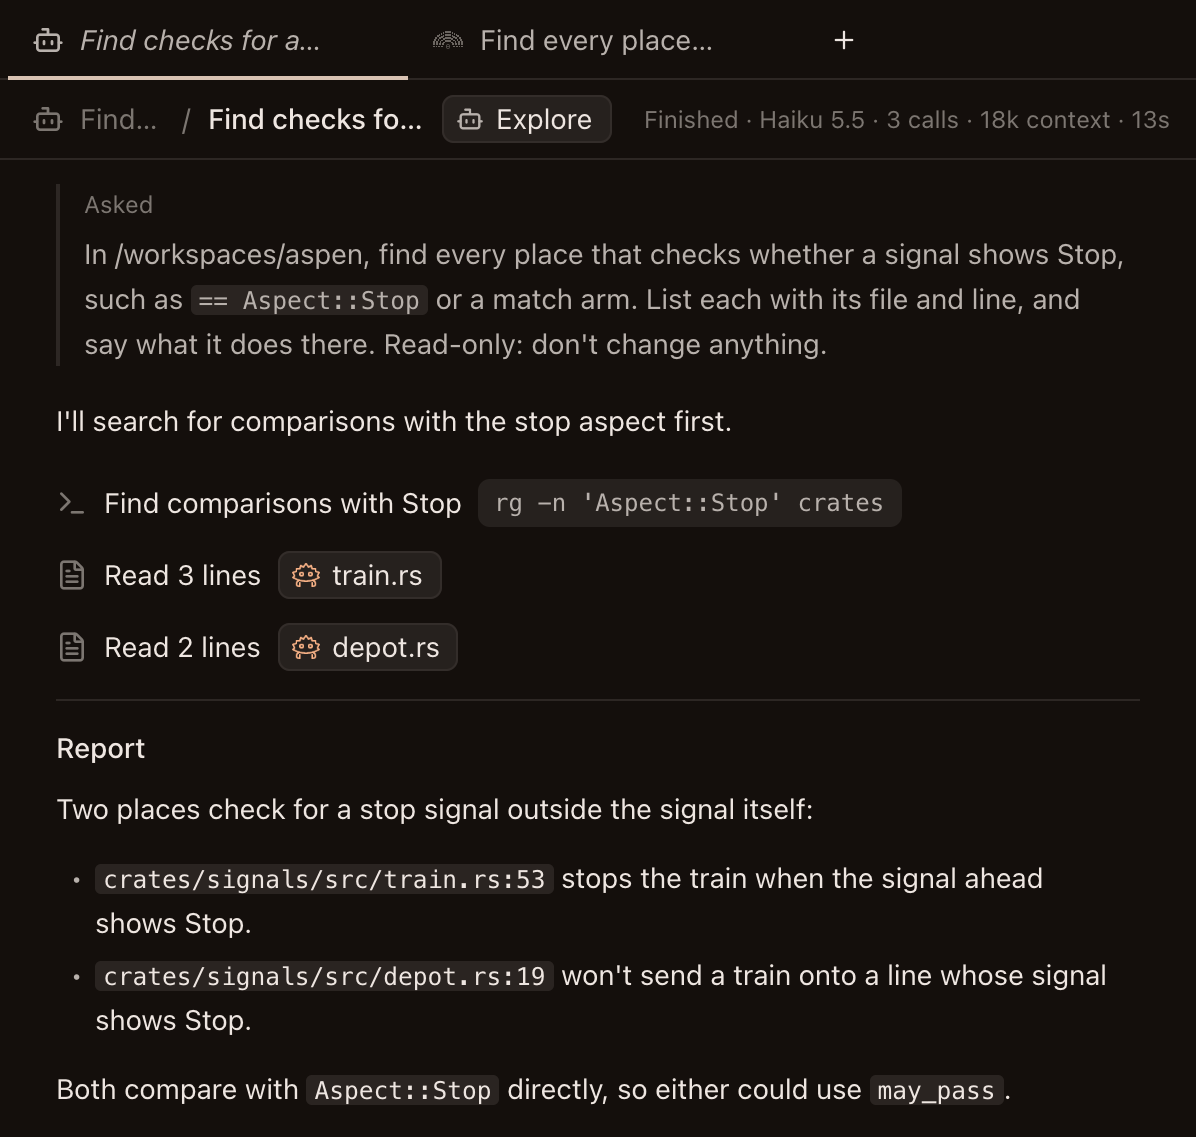 Find checks for a...
Find every place...
+
Find... / Find checks fo... Explore Finished · Haiku 5.5 · 3 calls · 18k context · 13s
Asked
In /workspaces/aspen, find every place that checks whether a signal shows Stop,
such as == Aspect::Stop or a match arm. List each with its file and line, and
say what it does there. Read-only: don't change anything.
I'll search for comparisons with the stop aspect first.
Find comparisons with Stop rg -n 'Aspect::Stop' crates
Read 3 lines train.rs
Read 2 lines depot.rs
Report
Two places check for a stop signal outside the signal itself:
• crates/signals/src/train.rs:53 stops the train when the signal ahead
shows Stop.
• crates/signals/src/depot.rs:19 won't send a train onto a line whose signal
shows Stop.
Both compare with Aspect::Stop directly, so either could use may_pass.